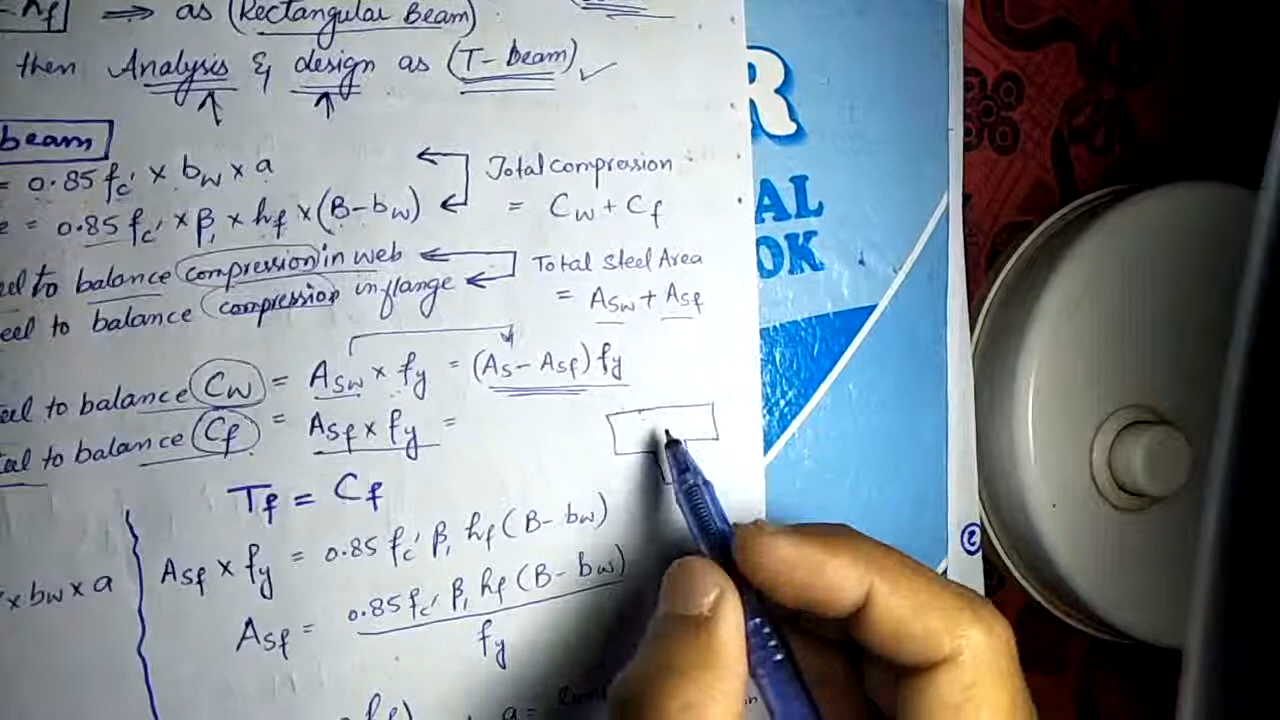 hf ⟹ as (Rectangular Beam)
then Analysis & design as (T-beam) ✓
beam
= 0.85 fc' × bw × a
= 0.85 fc' × β1 × hf × (B-bw)
Total compression
= Cw + Cf
to balance compression in web
to balance compression in flange
Total Steel Area
= Asw + Asf
to balance Cw = Asw × fy = (As - Asf) fy
to balance Cf = Asf × fy =
Tf = Cf
Asf × fy = 0.85 fc' β1 hf (B-bw)
Asf = 0.85 fc' β1 hf (B-bw)
fy
× bw × a
a =
R
AL
OK
2